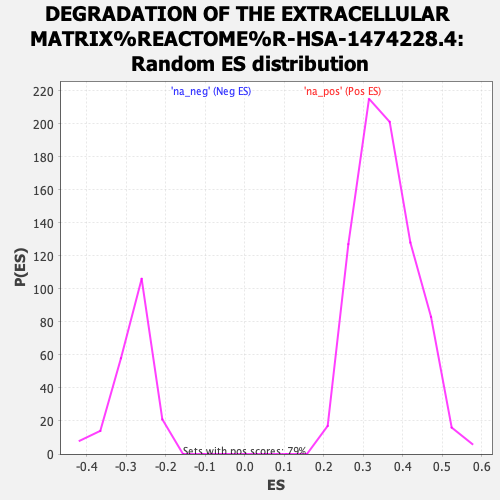 DEGRADATION OF THE EXTRACELLULAR
MATRIX%REACTOME%R-HSA-1474228.4:
Random ES distribution
'na_neg' (Neg ES)
'na_pos' (Pos ES)
220
200
180
160
140
120
100
80
60
40
20
0
P(ES)
Sets with pos scores: 79%
-0.4 -0.3 -0.2 -0.1 0.0 0.1 0.2 0.3 0.4 0.5 0.6
ES